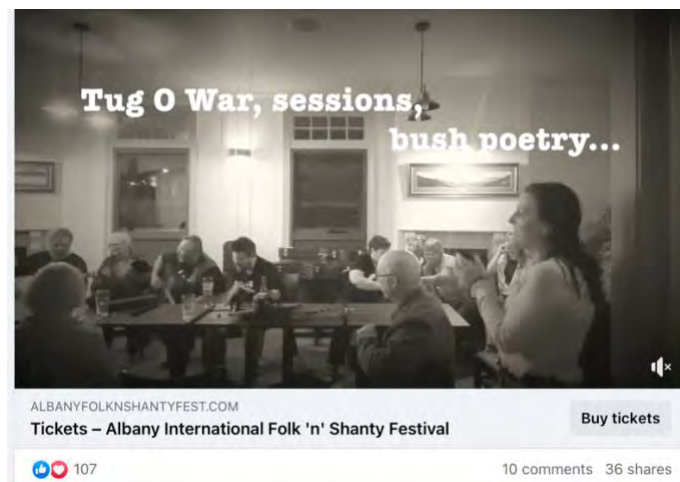 Tug O War, sessions,
bush poetry...
ALBANYFOLKNSHANTYFEST.COM
Tickets – Albany International Folk 'n' Shanty Festival
Buy tickets
107
10 comments 36 shares